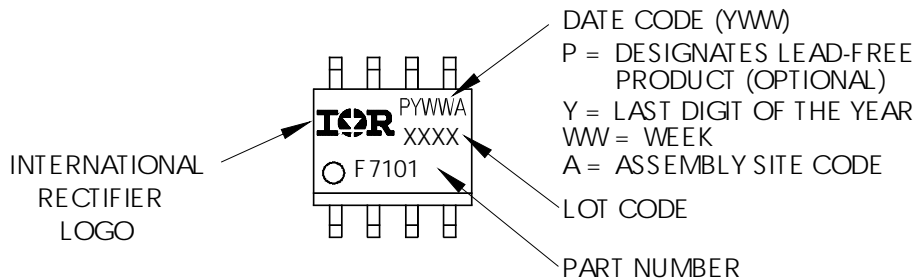 DATE CODE (YWW)
P = DESIGNATES LEAD-FREE
PRODUCT (OPTIONAL)
Y = LAST DIGIT OF THE YEAR
WW = WEEK
A = ASSEMBLY SITE CODE
LOT CODE
PART NUMBER
INTERNATIONAL
RECTIFIER
LOGO
PYWWA
IOR
XXXX
F7101